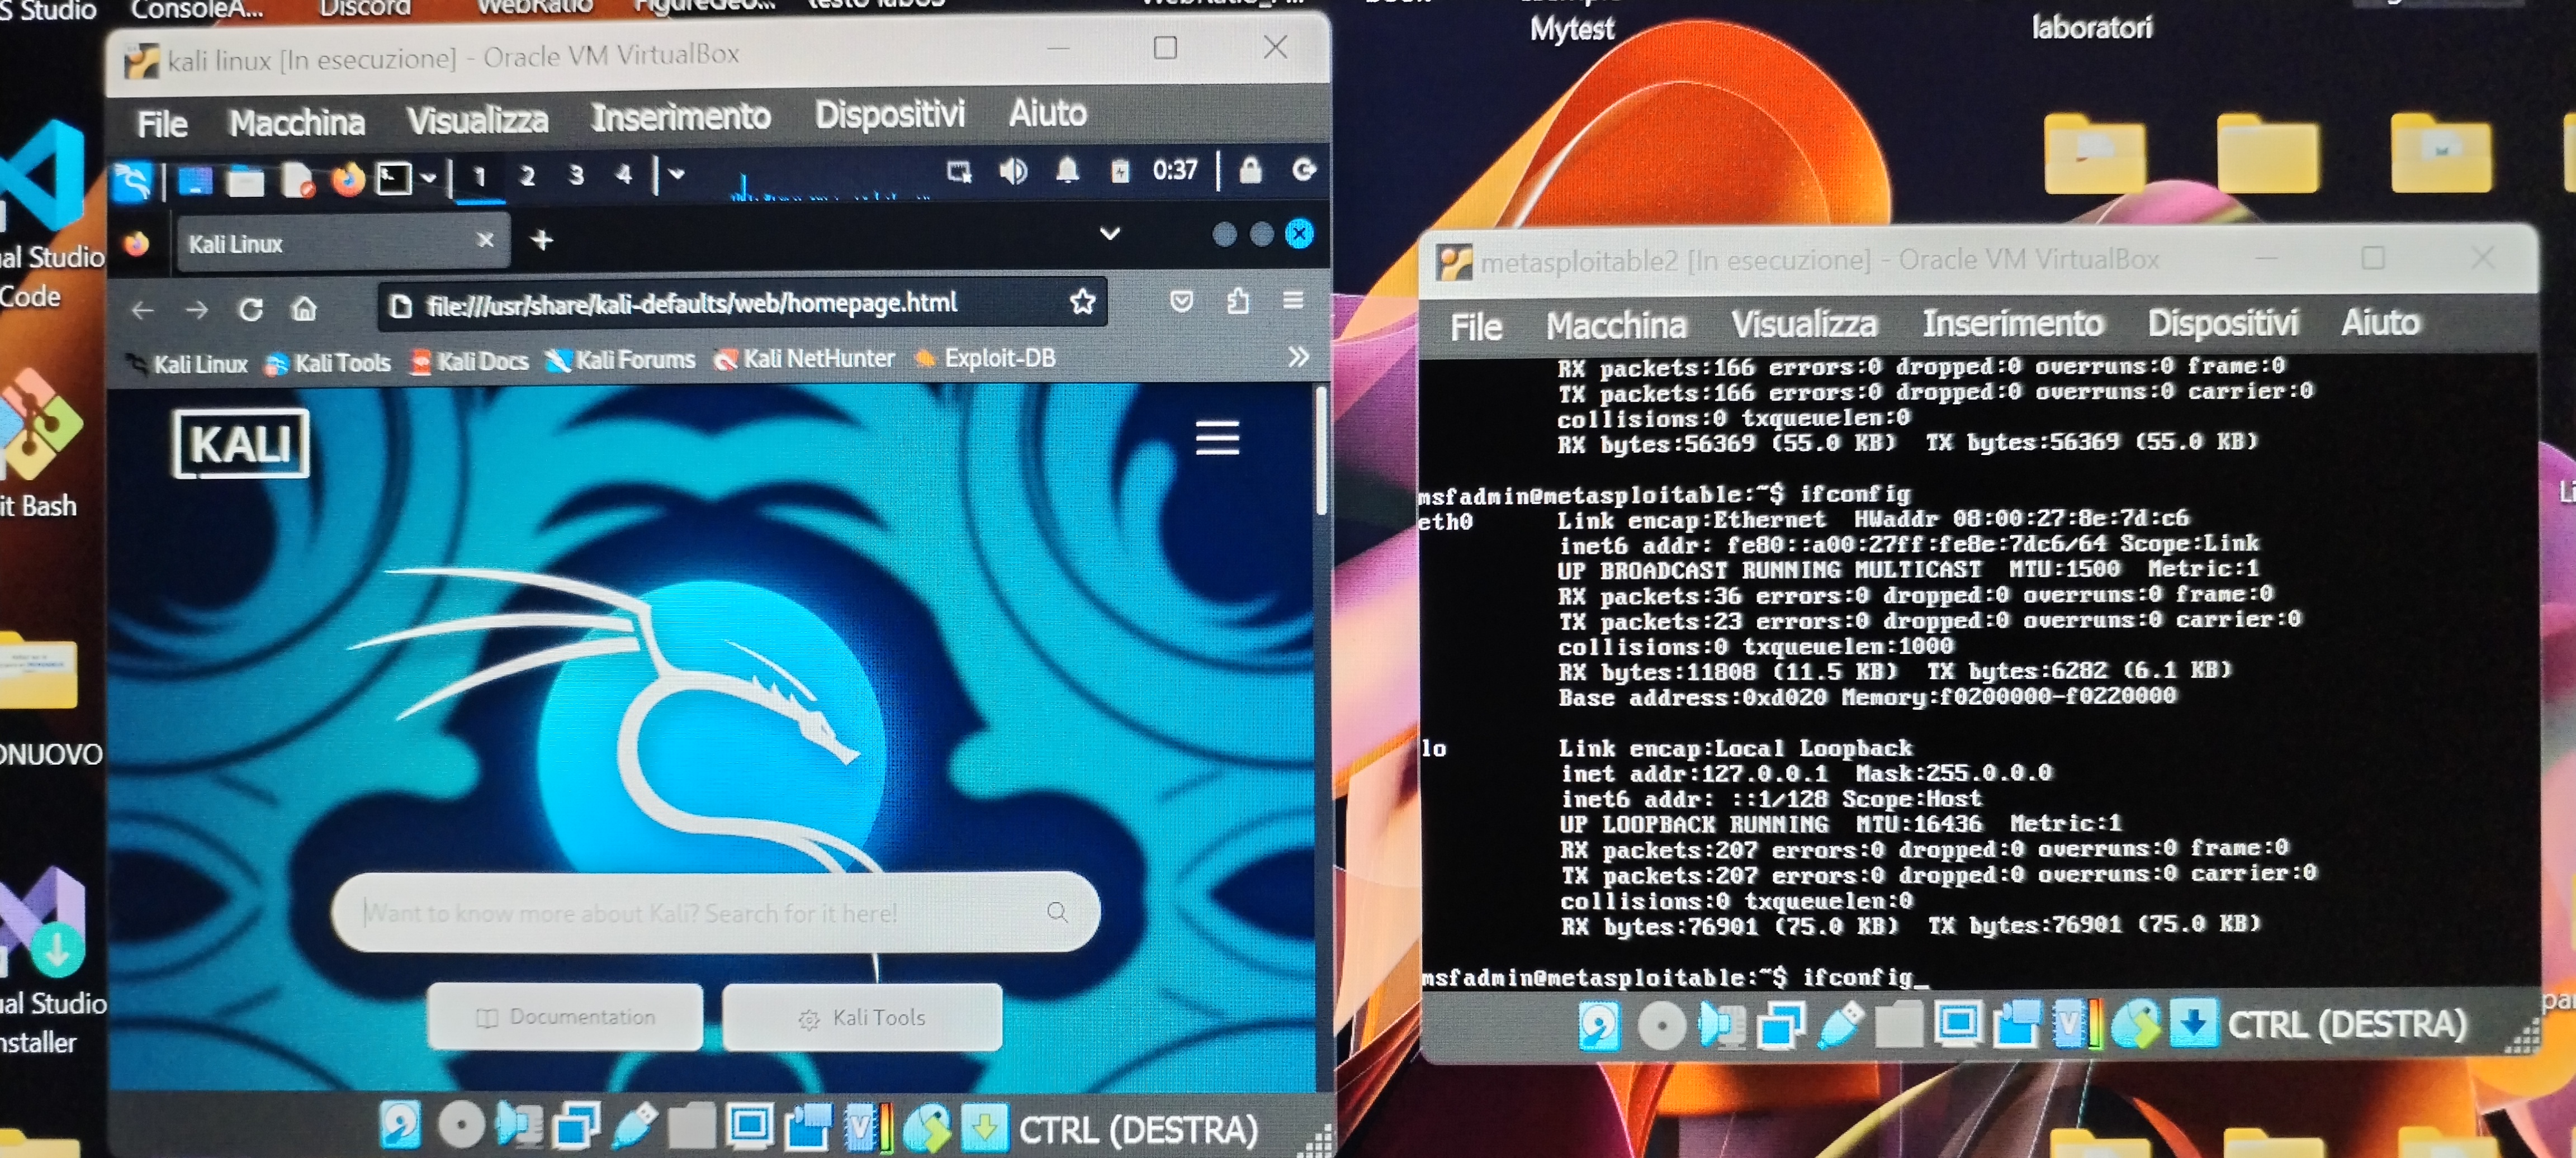 S Studio
ConsoleA...
Discord
WebRatio
testo labo3
Mytest
laboratori
kali linux [In esecuzione] - Oracle VM VirtualBox
File Macchina Visualizza Inserimento Dispositivi Aiuto
1 2 3 4 0:37
Kali Linux
file:///usr/share/kali-defaults/web/homepage.html
Kali Linux Kali Tools Kali Docs Kali Forums Kali NetHunter Exploit-DB
KALI
Want to know more about Kali? Search for it here!
Documentation
Kali Tools
CTRL (DESTRA)
al Studio
Code
it Bash
ONUOVO
al Studio
nstaller
metasploitable2 [In esecuzione] - Oracle VM VirtualBox
File Macchina Visualizza Inserimento Dispositivi Aiuto
RX packets:166 errors:0 dropped:0 overruns:0 frame:0
TX packets:166 errors:0 dropped:0 overruns:0 carrier:0
collisions:0 txqueuelen:0
RX bytes:56369 (55.0 KB) TX bytes:56369 (55.0 KB)
msfadmin@metasploitable:~$ ifconfig
eth0 Link encap:Ethernet HWaddr 08:00:27:8e:7d:c6
inet6 addr: fe80::a00:27ff:fe8e:7dc6/64 Scope:Link
UP BROADCAST RUNNING MULTICAST MTU:1500 Metric:1
RX packets:36 errors:0 dropped:0 overruns:0 frame:0
TX packets:23 errors:0 dropped:0 overruns:0 carrier:0
collisions:0 txqueuelen:1000
RX bytes:11808 (11.5 KB) TX bytes:6282 (6.1 KB)
Base address:0xd020 Memory:f0200000-f0220000
lo Link encap:Local Loopback
inet addr:127.0.0.1 Mask:255.0.0.0
inet6 addr: ::1/128 Scope:Host
UP LOOPBACK RUNNING MTU:16436 Metric:1
RX packets:207 errors:0 dropped:0 overruns:0 frame:0
TX packets:207 errors:0 dropped:0 overruns:0 carrier:0
collisions:0 txqueuelen:0
RX bytes:76901 (75.0 KB) TX bytes:76901 (75.0 KB)
msfadmin@metasploitable:~$ ifconfig_
CTRL (DESTRA)